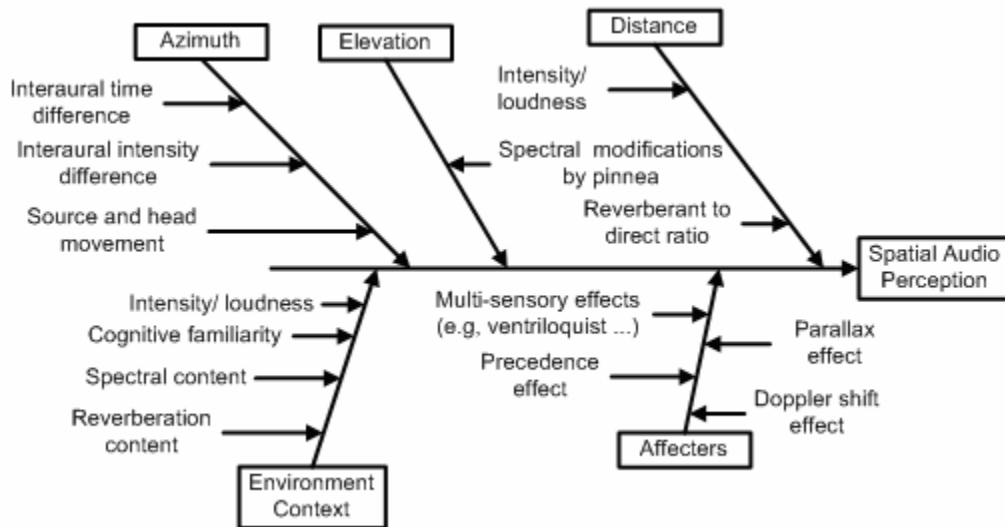 Azimuth
Elevation
Distance
Interaural time
difference
Interaural intensity
difference
Source and head
movement
Spectral  modifications
by pinnea
Intensity/
loudness
Reverberant to
direct ratio
Spatial Audio
Perception
Intensity/ loudness
Cognitive familiarity
Spectral content
Reverberation
content
Environment
Context
Multi-sensory effects
(e.g, ventriloquist ...)
Precedence
effect
Parallax
effect
Doppler shift
effect
Affecters